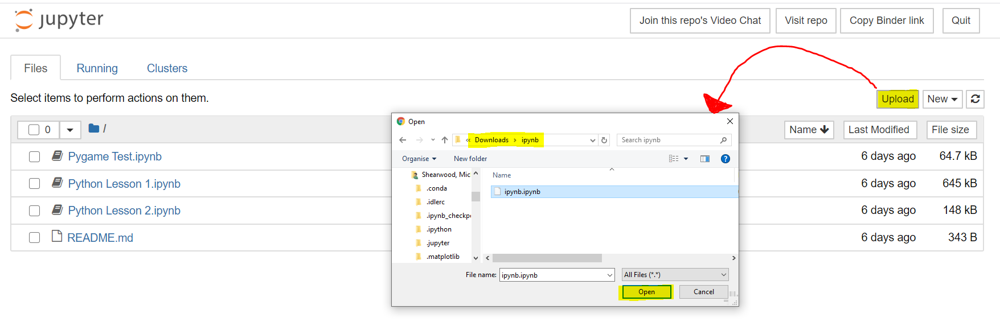 jupyter
Join this repo's Video Chat Visit repo Copy Binder link Quit
Files Running Clusters
Select items to perform actions on them.
Upload New
0 / Name Last Modified File size
Pygame Test.ipynb 6 days ago 64.7 kB
Python Lesson 1.ipynb 6 days ago 645 kB
Python Lesson 2.ipynb 6 days ago 148 kB
README.md 6 days ago 343 B
Open
« Downloads › ipynb Search ipynb
Organise New folder ?
Shearwood, Mic Name
.conda ipynb.ipynb
.idlerc
.ipynb_checkp
.ipython
.jupyter
.matplotlib
File name: ipynb.ipynb All Files (*.*)
Open Cancel